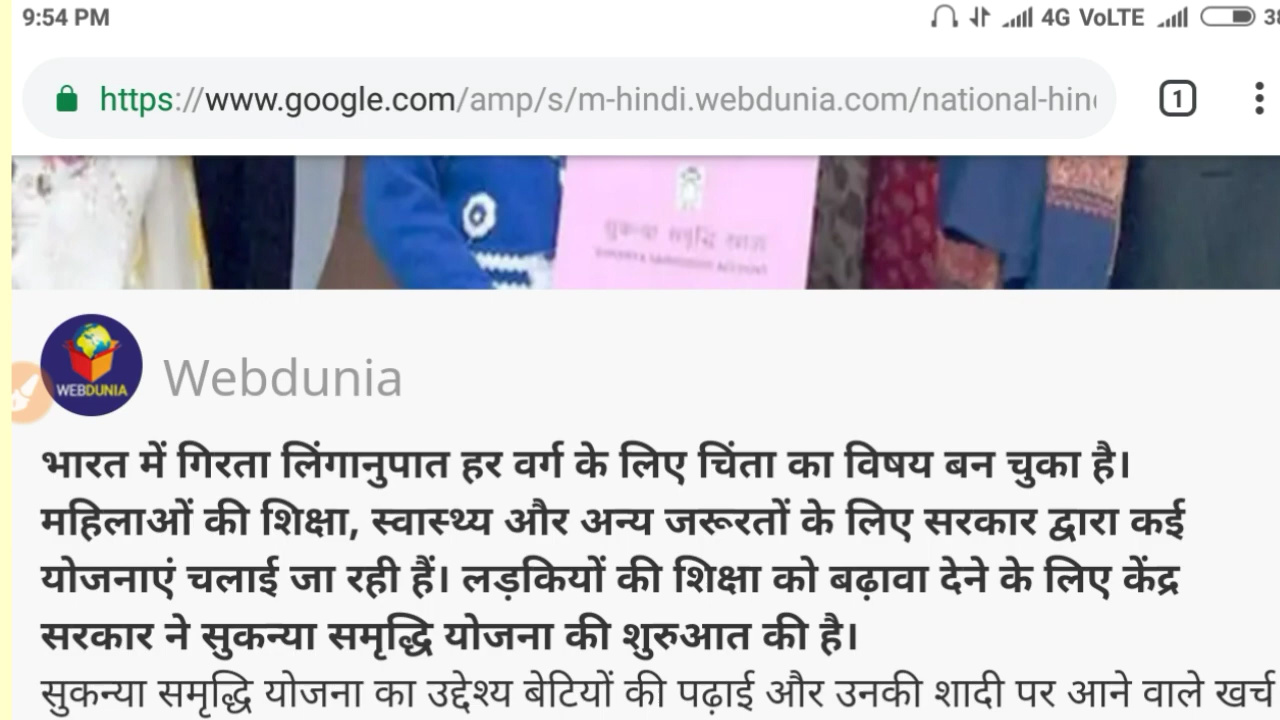 9:54 PM
4G VoLTE
https://www.google.com/amp/s/m-hindi.webdunia.com/national-hin
1
सुकन्या समृद्धि खाता
WEBDUNIA
Webdunia
भारत में गिरता लिंगानुपात हर वर्ग के लिए चिंता का विषय बन चुका है।
महिलाओं की शिक्षा, स्वास्थ्य और अन्य जरूरतों के लिए सरकार द्वारा कई
योजनाएं चलाई जा रही हैं। लड़कियों की शिक्षा को बढ़ावा देने के लिए केंद्र
सरकार ने सुकन्या समृद्धि योजना की शुरुआत की है।
सुकन्या समृद्धि योजना का उद्देश्य बेटियों की पढ़ाई और उनकी शादी पर आने वाले खर्च